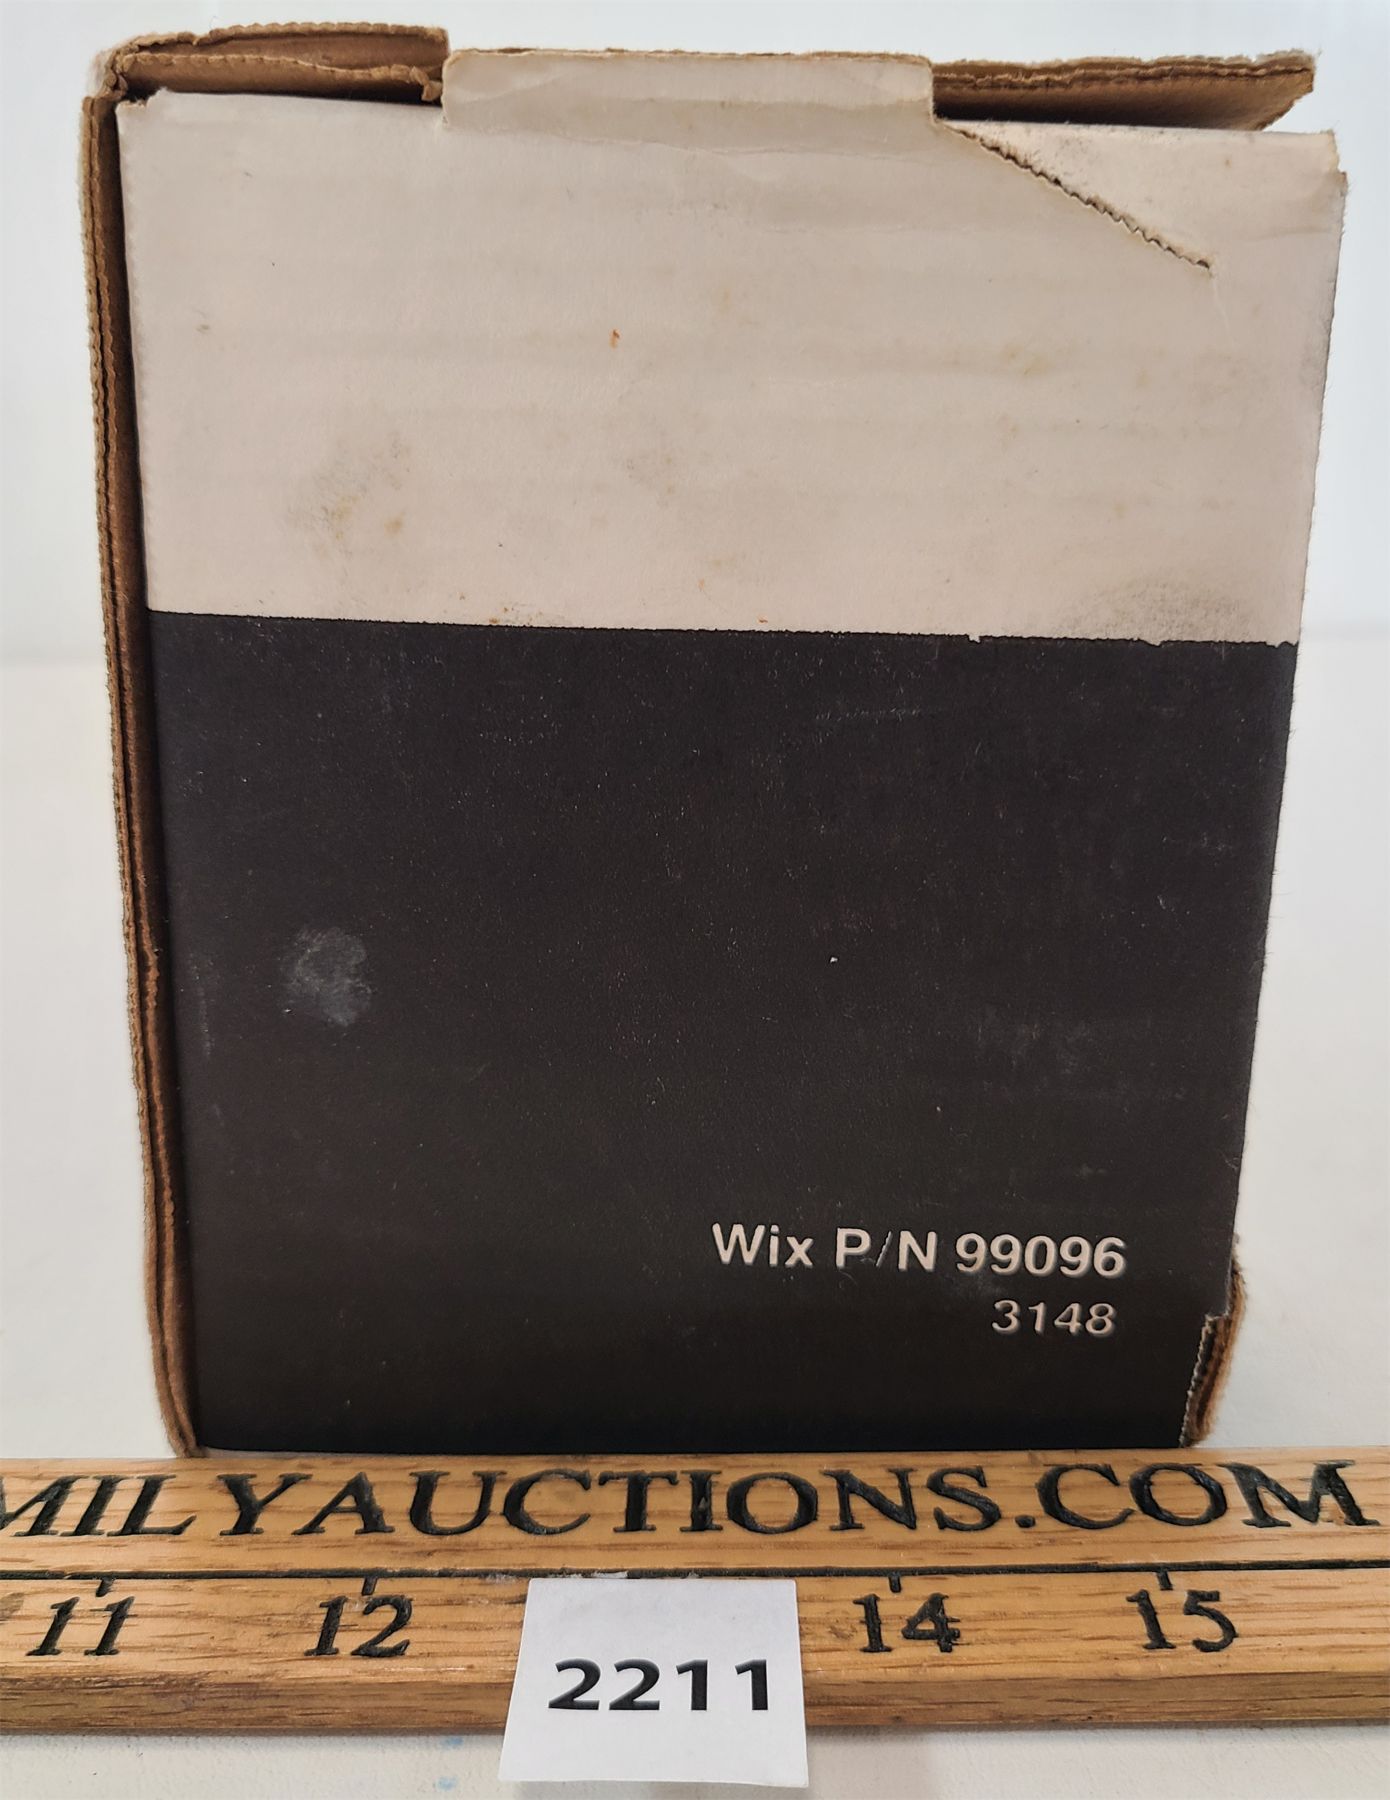 Wix P/N 99096
3148
MILYAUCTIONS.COM
11 12 14 15
2211